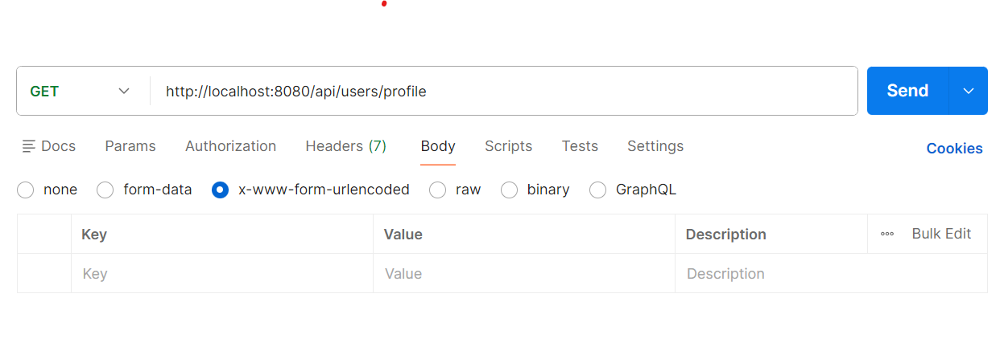 GET http://localhost:8080/api/users/profile Send
Docs Params Authorization Headers (7) Body Scripts Tests Settings Cookies
none form-data x-www-form-urlencoded raw binary GraphQL
Key Value Description Bulk Edit
Key Value Description